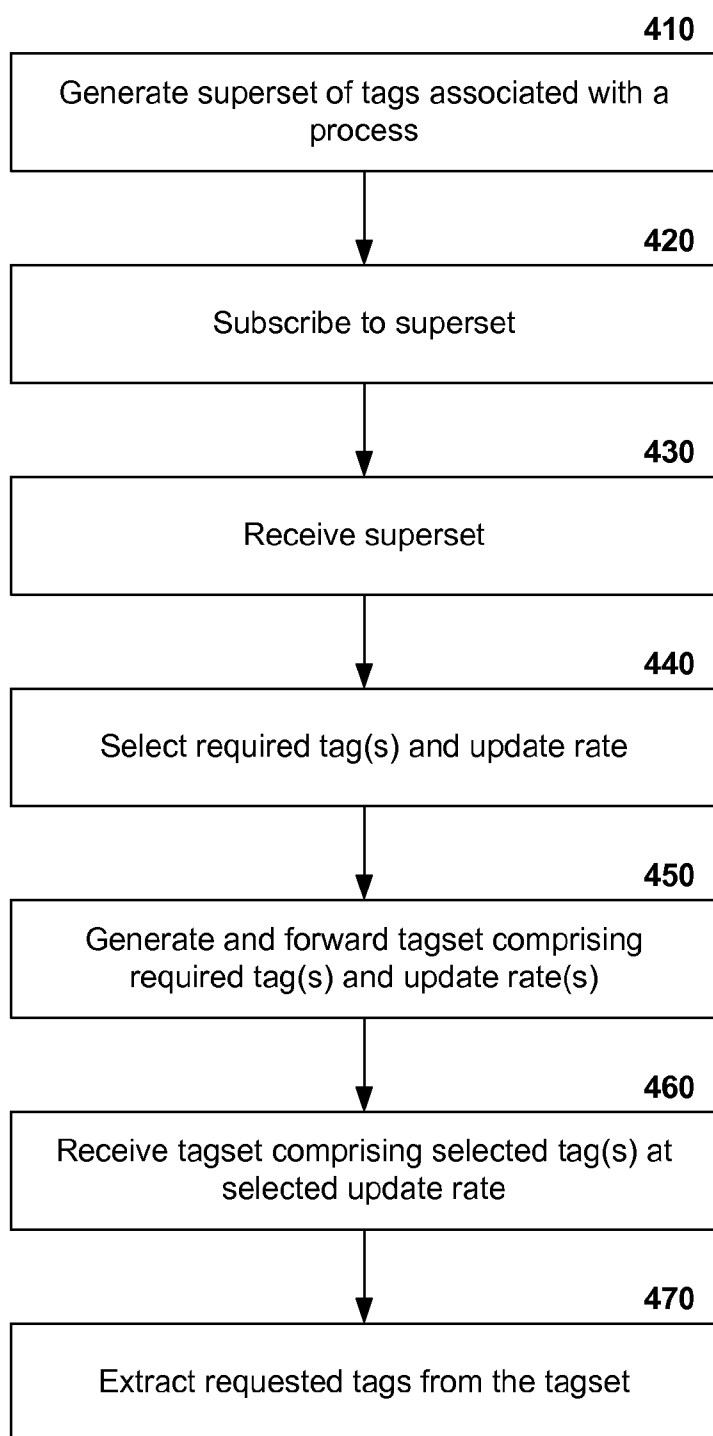 410
Generate superset of tags associated with a
process
420
Subscribe to superset
430
Receive superset
440
Select required tag(s) and update rate
450
Generate and forward tagset comprising
required tag(s) and update rate(s)
460
Receive tagset comprising selected tag(s) at
selected update rate
470
Extract requested tags from the tagset